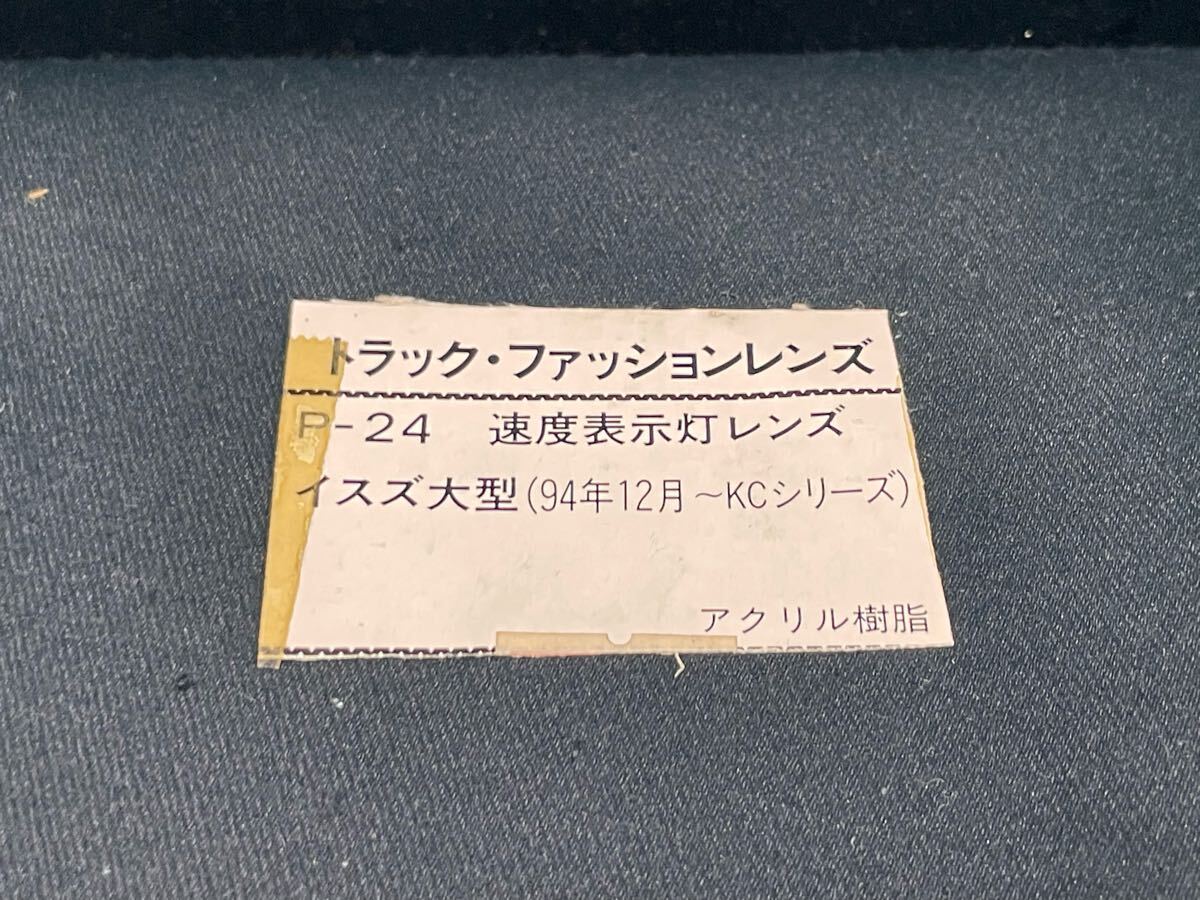 トラック・ファッションレンズ
P-24 速度表示灯レンズ
イスズ大型(94年12月~KCシリーズ)
アクリル樹脂